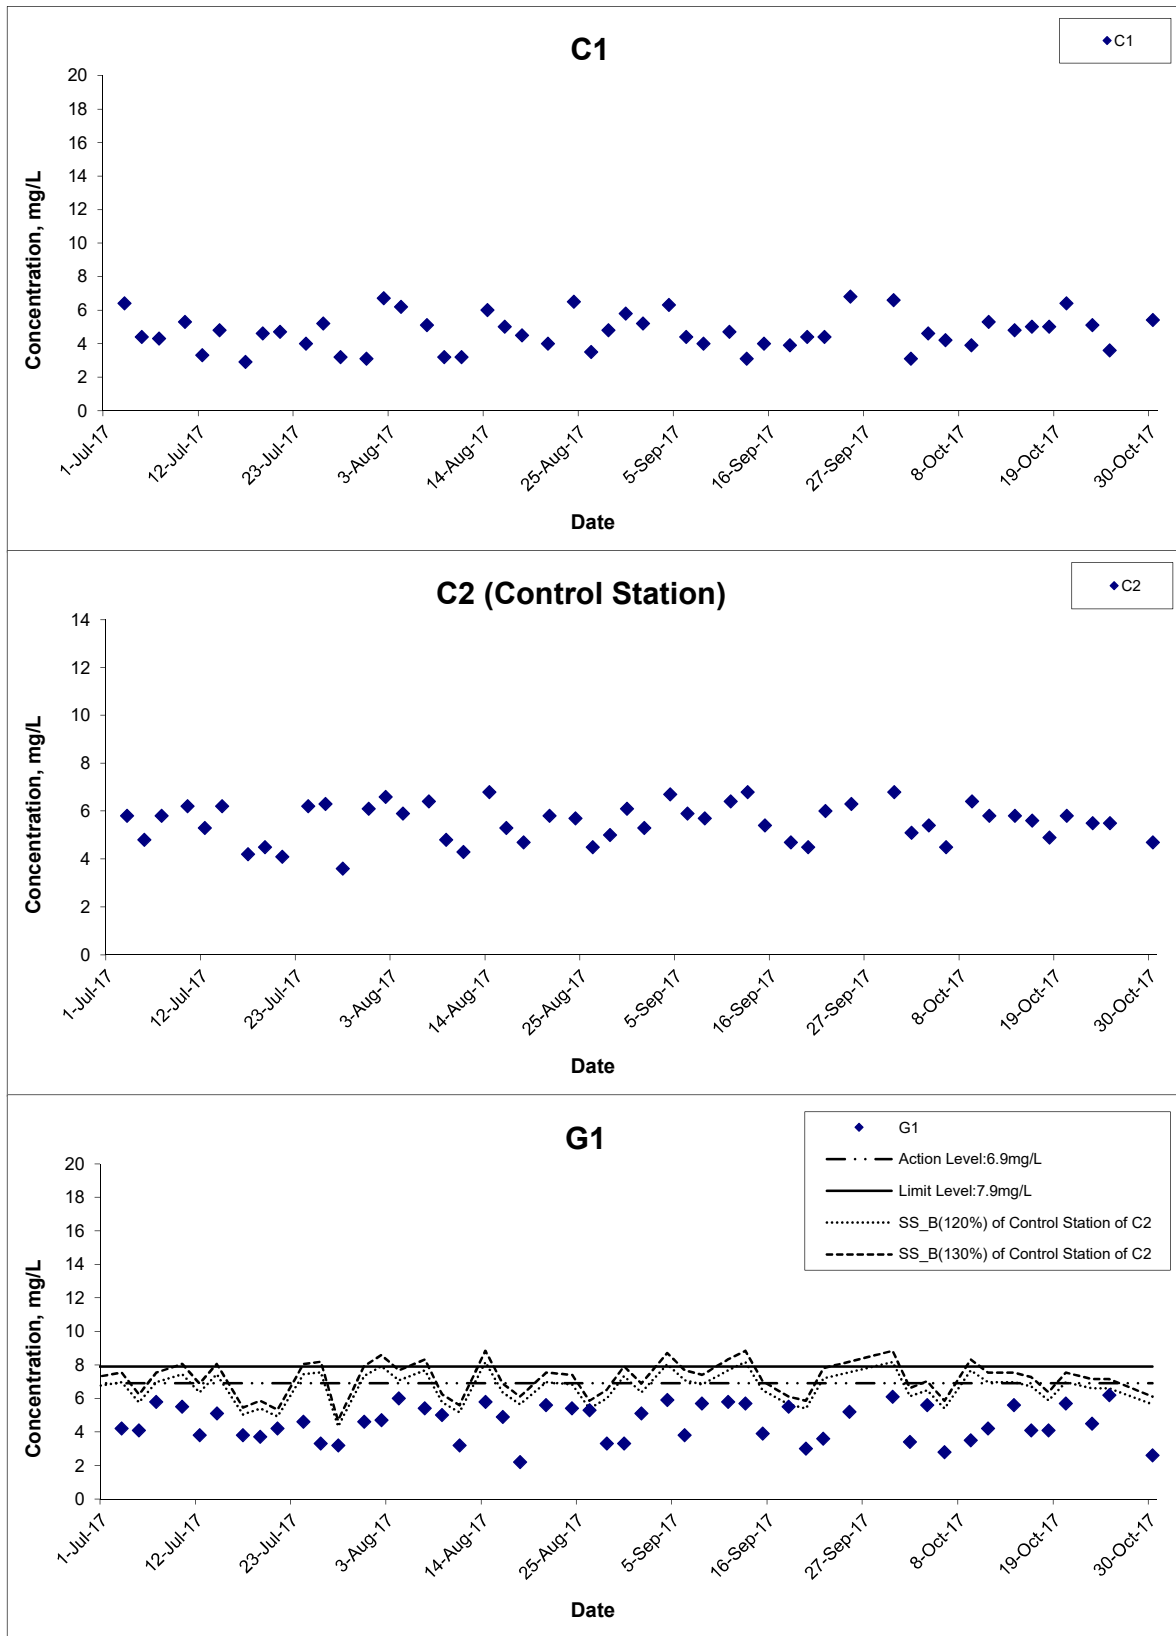 C1
C1
Concentration, mg/L
20
18
16
14
12
10
8
6
4
2
0
1-Jul-17
12-Jul-17
23-Jul-17
3-Aug-17
14-Aug-17
25-Aug-17
5-Sep-17
16-Sep-17
27-Sep-17
8-Oct-17
19-Oct-17
30-Oct-17
Date
C2 (Control Station)
C2
Concentration, mg/L
14
12
10
8
6
4
2
0
1-Jul-17
12-Jul-17
23-Jul-17
3-Aug-17
14-Aug-17
25-Aug-17
5-Sep-17
16-Sep-17
27-Sep-17
8-Oct-17
19-Oct-17
30-Oct-17
Date
G1
G1
Action Level:6.9mg/L
Limit Level:7.9mg/L
SS_B(120%) of Control Station of C2
SS_B(130%) of Control Station of C2
Concentration, mg/L
20
18
16
14
12
10
8
6
4
2
0
1-Jul-17
12-Jul-17
23-Jul-17
3-Aug-17
14-Aug-17
25-Aug-17
5-Sep-17
16-Sep-17
27-Sep-17
8-Oct-17
19-Oct-17
30-Oct-17
Date